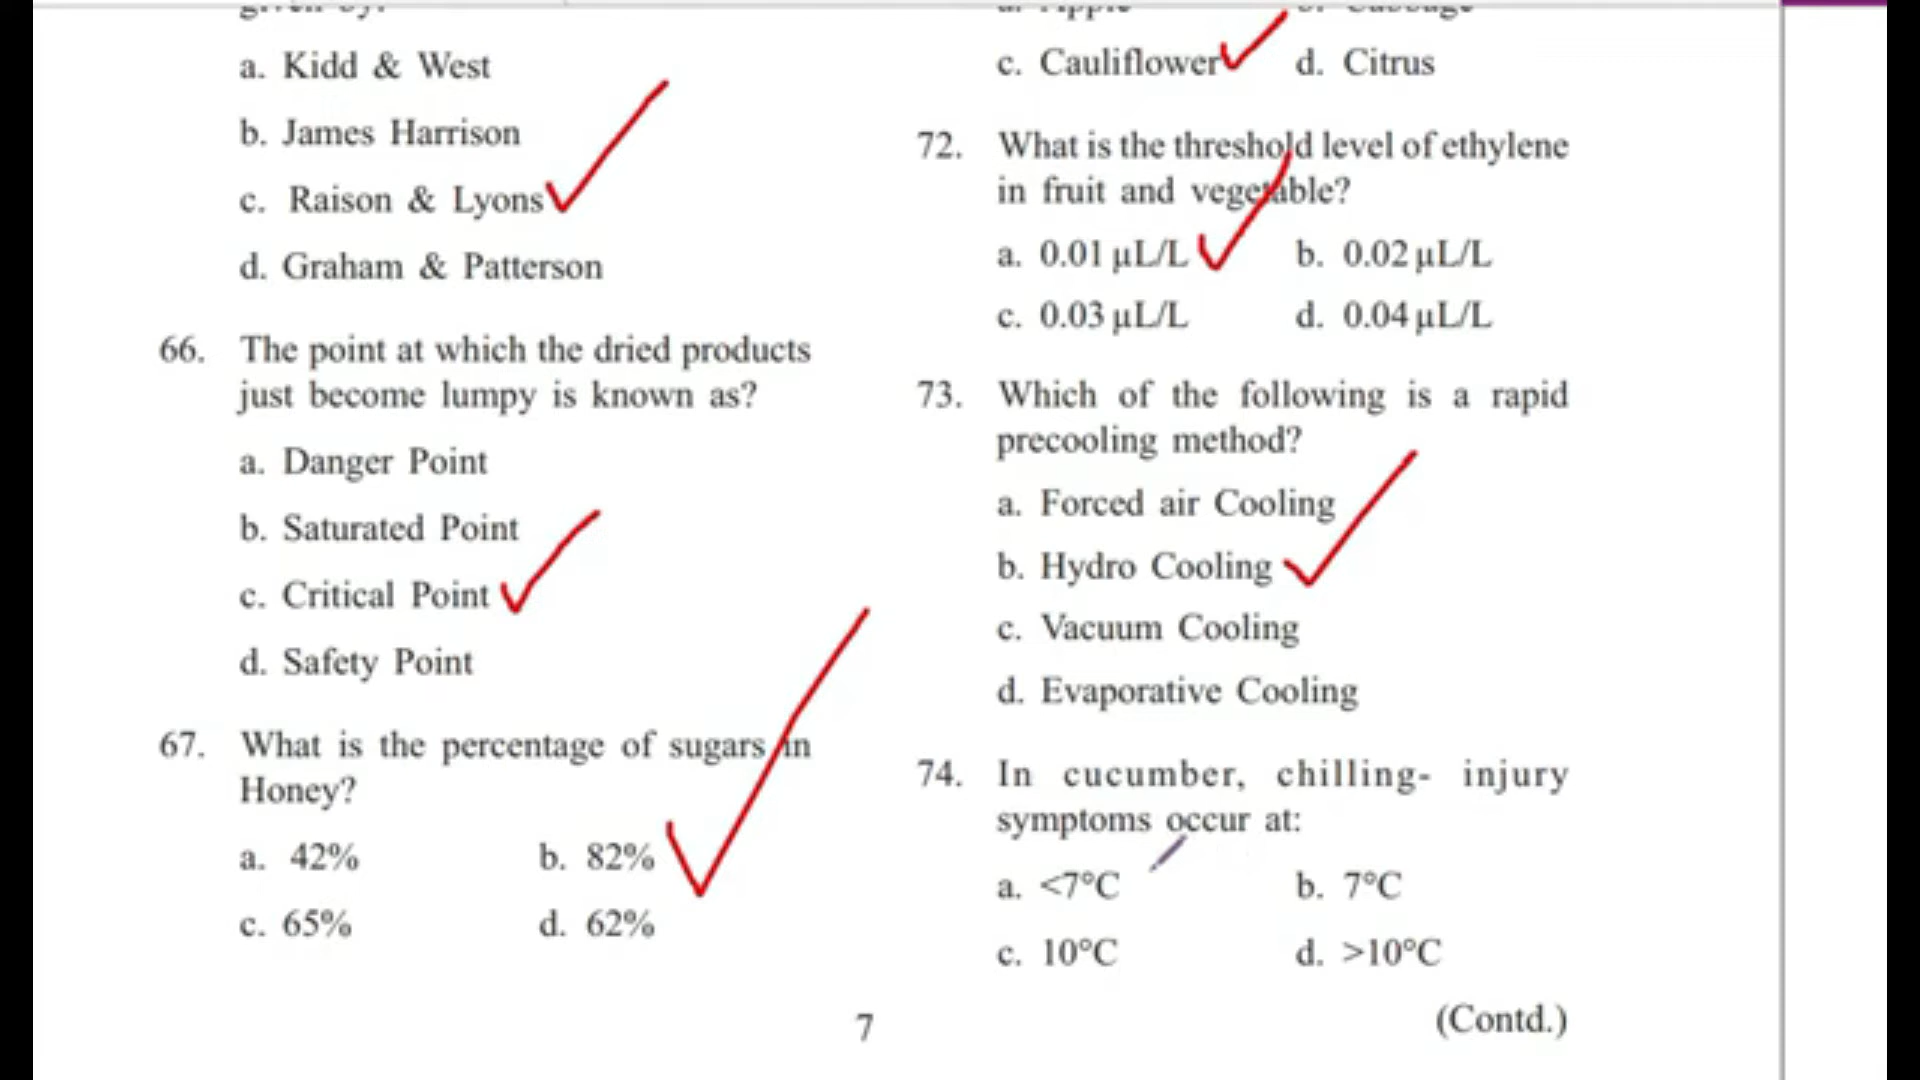 a. Kidd & West
b. James Harrison
c. Raison & Lyons
d. Graham & Patterson
66. The point at which the dried products
just become lumpy is known as?
a. Danger Point
b. Saturated Point
c. Critical Point
d. Safety Point
67. What is the percentage of sugars in
Honey?
a. 42% b. 82%
c. 65% d. 62%
c. Cauliflower d. Citrus
72. What is the threshold level of ethylene
in fruit and vegetable?
a. 0.01 µL/L b. 0.02 µL/L
c. 0.03 µL/L d. 0.04 µL/L
73. Which of the following is a rapid
precooling method?
a. Forced air Cooling
b. Hydro Cooling
c. Vacuum Cooling
d. Evaporative Cooling
74. In cucumber, chilling- injury
symptoms occur at:
a. <7°C b. 7°C
c. 10°C d. >10°C
7
(Contd.)